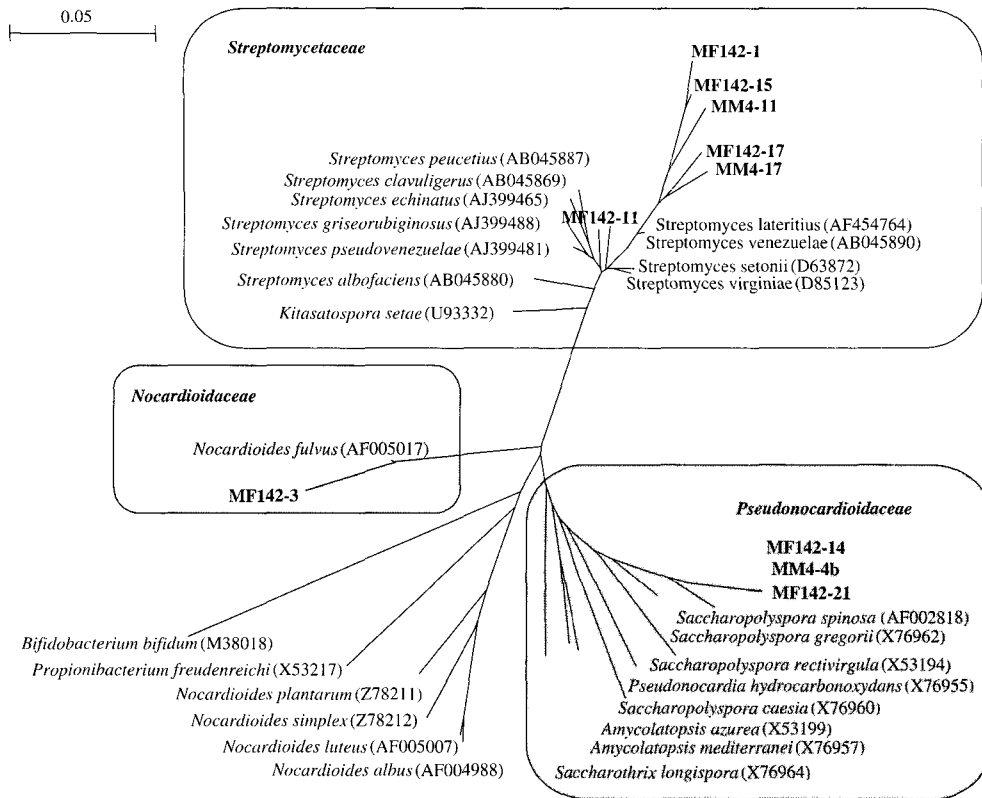 0.05
Streptomycetaceae
MF142-1
MF142-15
MM4-11
MF142-17
MM4-17
Streptomyces peucetius (AB045887)
Streptomyces clavuligerus (AB045869)
Streptomyces echinatus (AJ399465)
MF142-11
Streptomyces griseorubiginosus (AJ399488)
Streptomyces pseudovenezuelae (AJ399481)
Streptomyces albofaciens (AB045880)
Kitasatospora setae (U93332)
Streptomyces lateritius (AF454764)
Streptomyces venezuelae (AB045890)
Streptomyces setonii (D63872)
Streptomyces virginiae (D85123)
Nocardioidaceae
Nocardioides fulvus (AF005017)
MF142-3
Pseudonocardioidaceae
MF142-14
MM4-4b
MF142-21
Saccharopolyspora spinosa (AF002818)
Saccharopolyspora gregorii (X76962)
Saccharopolyspora rectivirgula (X53194)
Pseudonocardia hydrocarbonoxydans (X76955)
Saccharopolyspora caesia (X76960)
Amycolatopsis azurea (X53199)
Amycolatopsis mediterranei (X76957)
Saccharothrix longispora (X76964)
Bifidobacterium bifidum (M38018)
Propionibacterium freudenreichi (X53217)
Nocardioides plantarum (Z78211)
Nocardioides simplex (Z78212)
Nocardioides luteus (AF005007)
Nocardioides albus (AF004988)